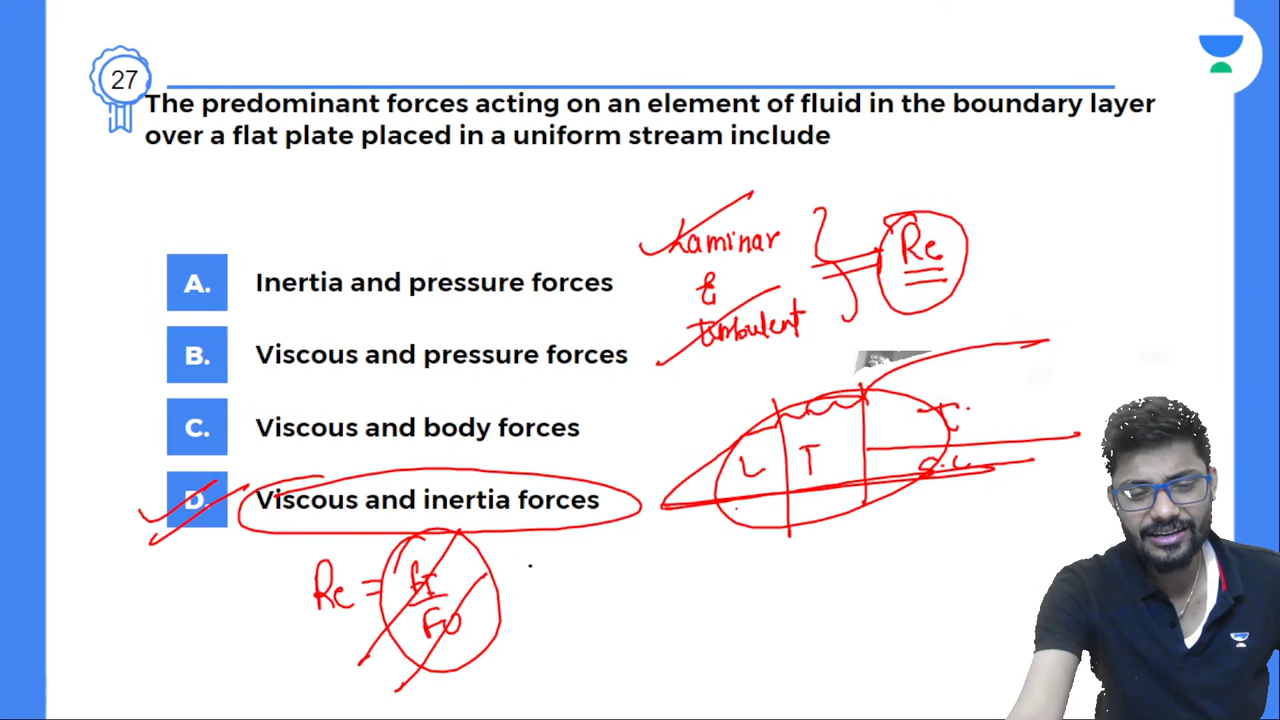 27
The predominant forces acting on an element of fluid in the boundary layer
over a flat plate placed in a uniform stream include
Laminar
&
turbulent
Re
A. Inertia and pressure forces
B. Viscous and pressure forces
C. Viscous and body forces
D. Viscous and inertia forces
L T
Re =